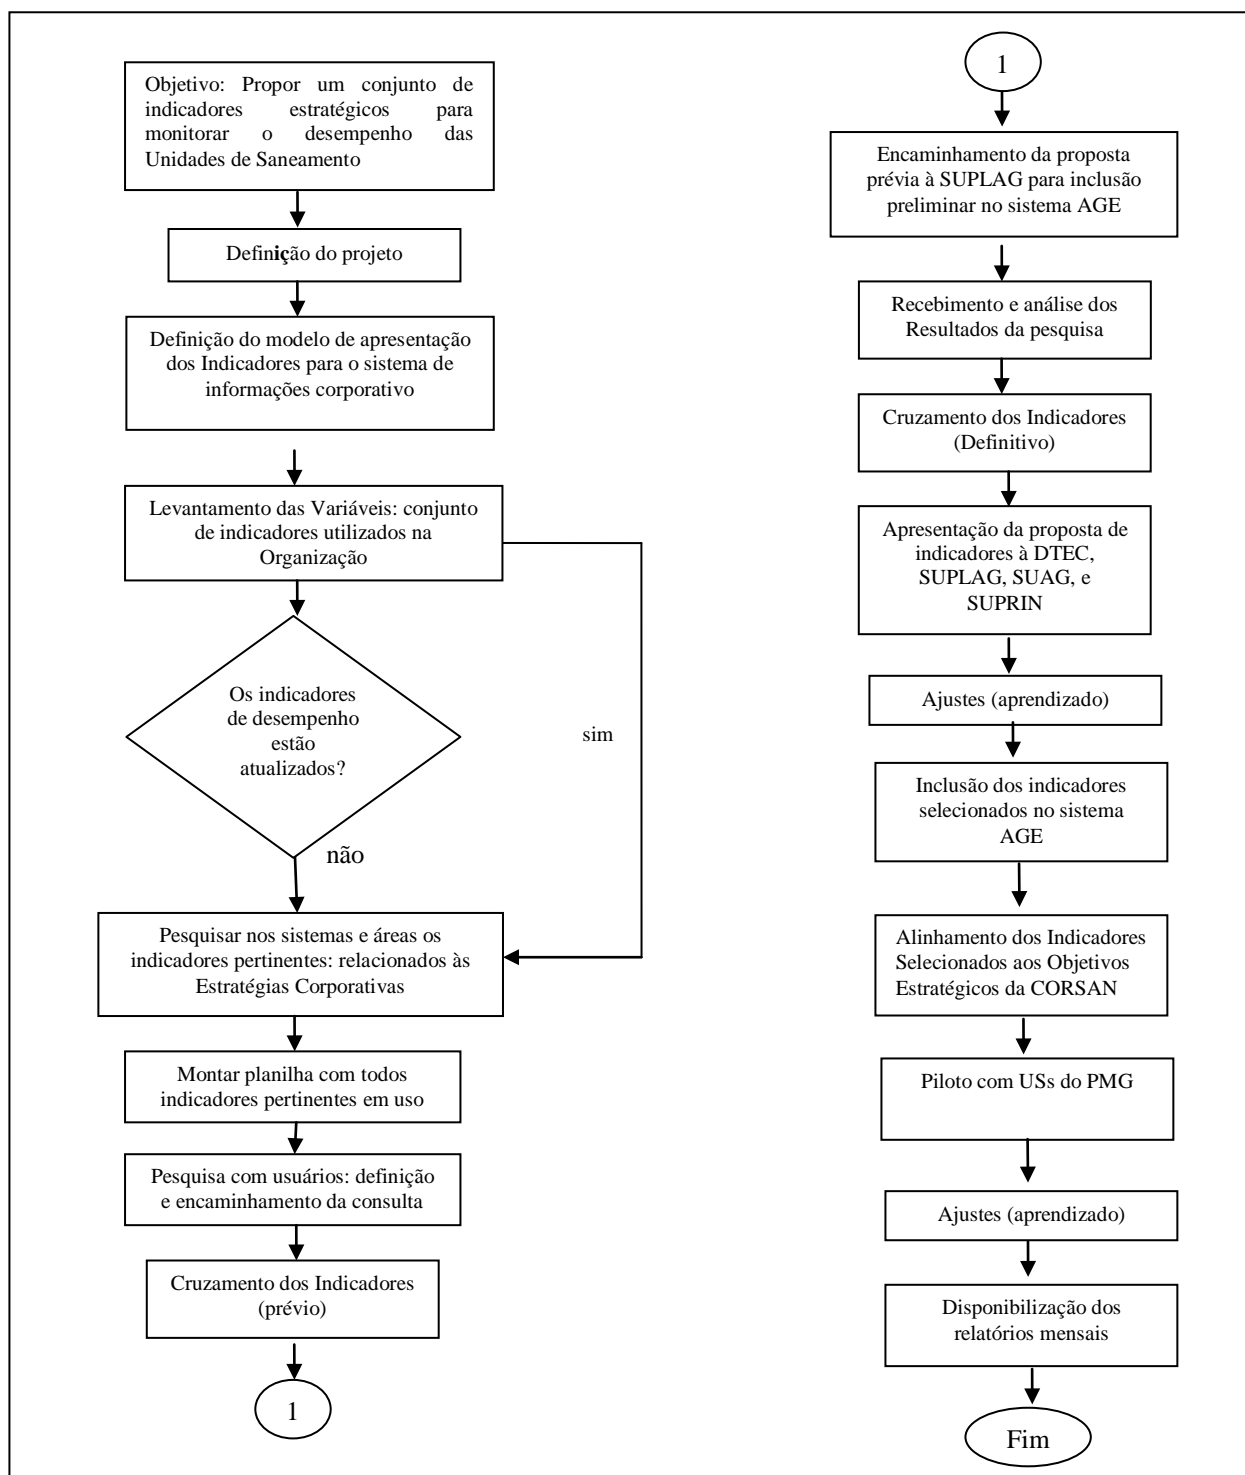 Objetivo: Propor um conjunto de
indicadores estratégicos para
monitorar o desempenho das
Unidades de Saneamento
Definição do projeto
Definição do modelo de apresentação
dos Indicadores para o sistema de
informações corporativo
Levantamento das Variáveis: conjunto
de indicadores utilizados na
Organização
Os indicadores
de desempenho
estão
atualizados?
sim
não
Pesquisar nos sistemas e áreas os
indicadores pertinentes: relacionados às
Estratégias Corporativas
Montar planilha com todos
indicadores pertinentes em uso
Pesquisa com usuários: definição
e encaminhamento da consulta
Cruzamento dos Indicadores
(prévio)
1
1
Encaminhamento da proposta
prévia à SUPLAG para inclusão
preliminar no sistema AGE
Recebimento e análise dos
Resultados da pesquisa
Cruzamento dos Indicadores
(Definitivo)
Apresentação da proposta de
indicadores à DTEC,
SUPLAG, SUAG, e
SUPRIN
Ajustes (aprendizado)
Inclusão dos indicadores
selecionados no sistema
AGE
Alinhamento dos Indicadores
Selecionados aos Objetivos
Estratégicos da CORSAN
Piloto com USs do PMG
Ajustes (aprendizado)
Disponibilização dos
relatórios mensais
Fim